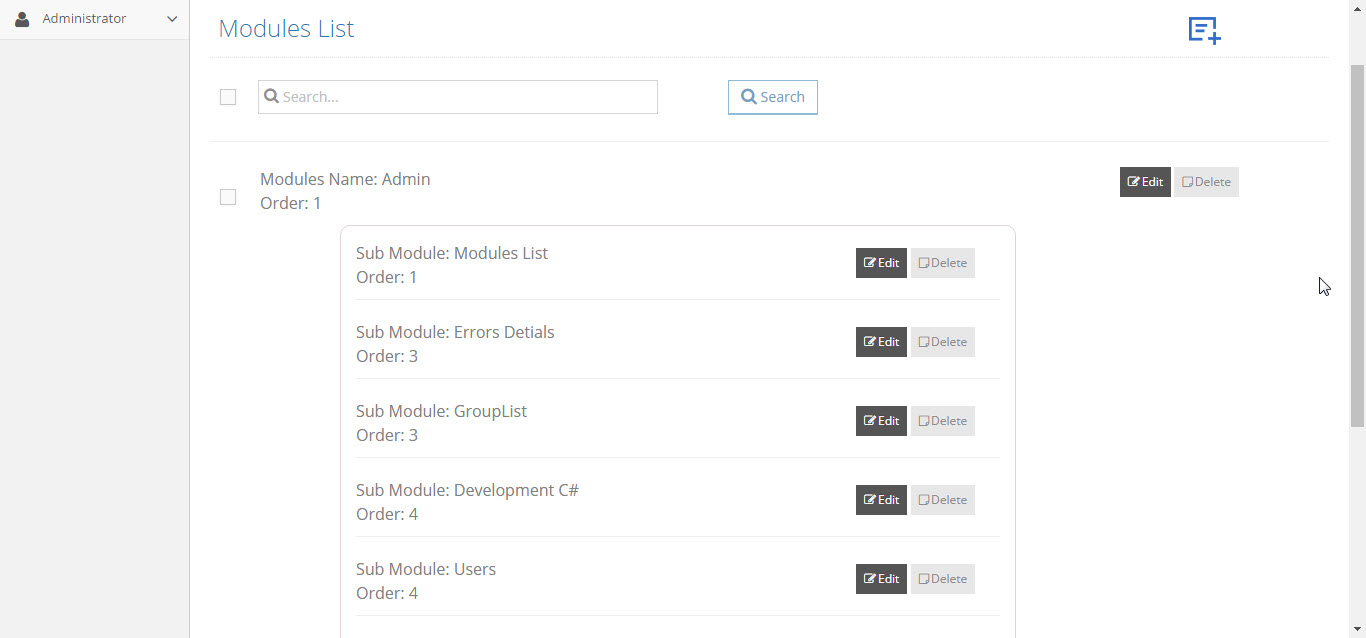 Administrator
Modules List
Search...
Search
Modules Name: Admin
Order: 1
Edit
Delete
Sub Module: Modules List
Order: 1
Edit
Delete
Sub Module: Errors Detials
Order: 3
Edit
Delete
Sub Module: GroupList
Order: 3
Edit
Delete
Sub Module: Development C#
Order: 4
Edit
Delete
Sub Module: Users
Order: 4
Edit
Delete